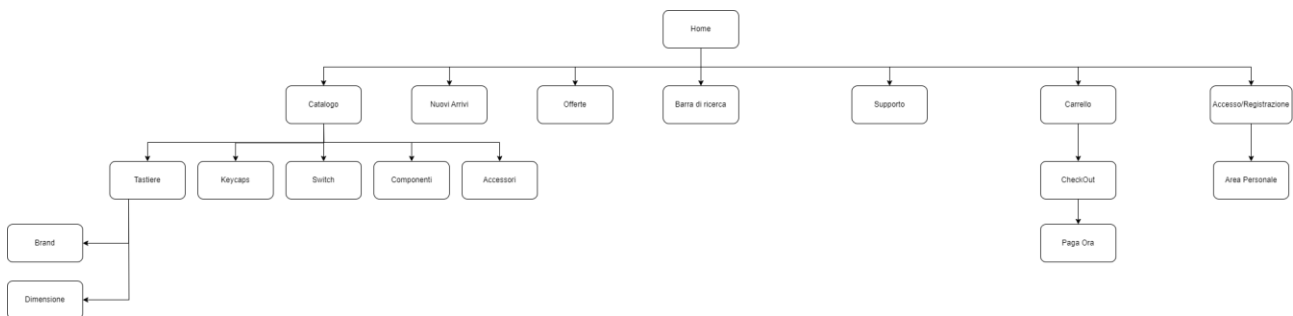 Home
Catalogo
Nuovi Arrivi
Offerte
Barra di ricerca
Supporto
Carrello
Accesso/Registrazione
Tastiere
Keycaps
Switch
Componenti
Accessori
CheckOut
Area Personale
Brand
Paga Ora
Dimensione